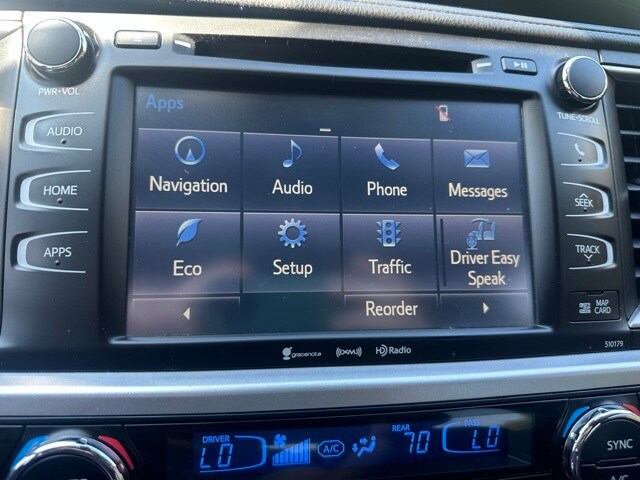 PWR•VOL
TUNE•SCROLL
AUDIO
HOME
APPS
Apps
Navigation Audio Phone Messages
Eco Setup Traffic Driver Easy
Speak
Reorder
SEEK
TRACK
MAP
CARD
gracenote. ((XM)) HD Radio
510179
DRIVER
LO
A/C
REAR
70
PASS
LO
SYNC
A/C